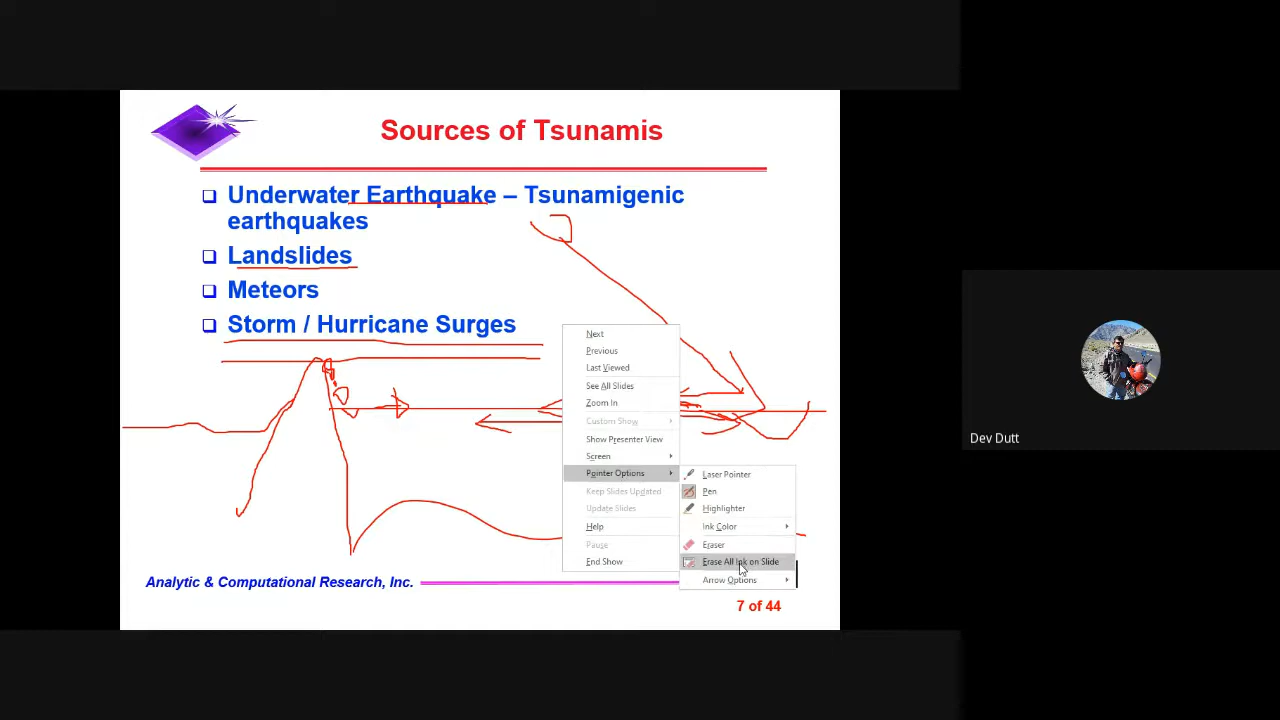 Sources of Tsunamis
Underwater Earthquake – Tsunamigenic
earthquakes
Landslides
Meteors
Storm / Hurricane Surges
Next
Previous
Last Viewed
See All Slides
Zoom In
Custom Show
Show Presenter View
Screen
Pointer Options
Keep Slides Updated
Update Slides
Help
Pause
End Show
Laser Pointer
Pen
Highlighter
Ink Color
Eraser
Erase All Ink on Slide
Arrow Options
Analytic & Computational Research, Inc.
7 of 44
Dev Dutt